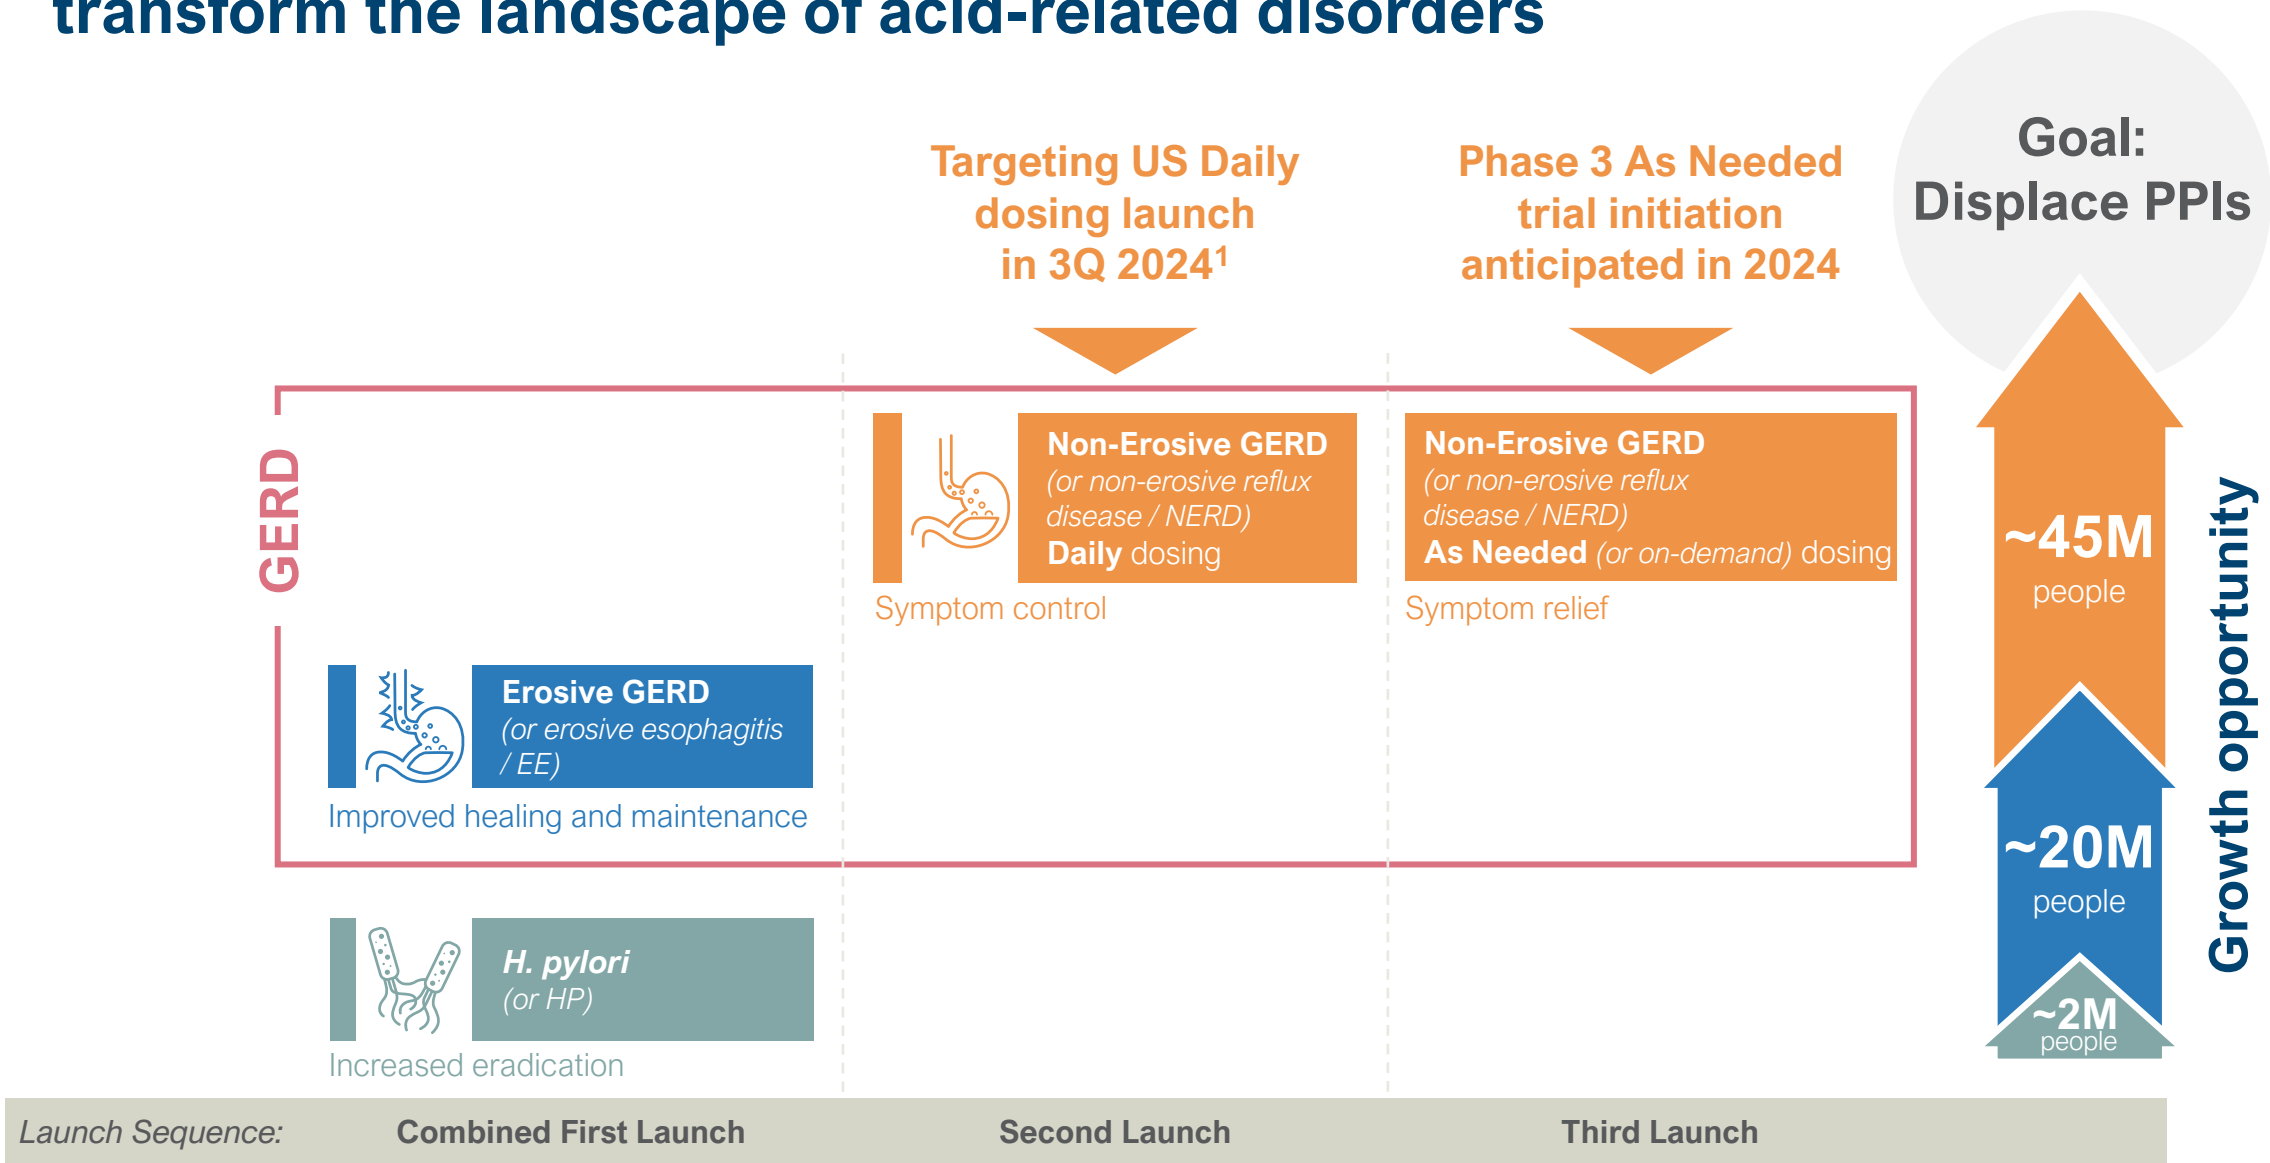 transform the landscape of acid-related disorders
Goal:
Displace PPIs
Targeting US Daily
dosing launch
in 3Q 2024¹
Phase 3 As Needed
trial initiation
anticipated in 2024
GERD
Non-Erosive GERD
(or non-erosive reflux
disease / NERD)
Daily dosing
Symptom control
Non-Erosive GERD
(or non-erosive reflux
disease / NERD)
As Needed (or on-demand) dosing
Symptom relief
Erosive GERD
(or erosive esophagitis
/ EE)
Improved healing and maintenance
H. pylori
(or HP)
Increased eradication
~45M
people
~20M
people
~2M
people
Growth opportunity
Launch Sequence:
Combined First Launch
Second Launch
Third Launch